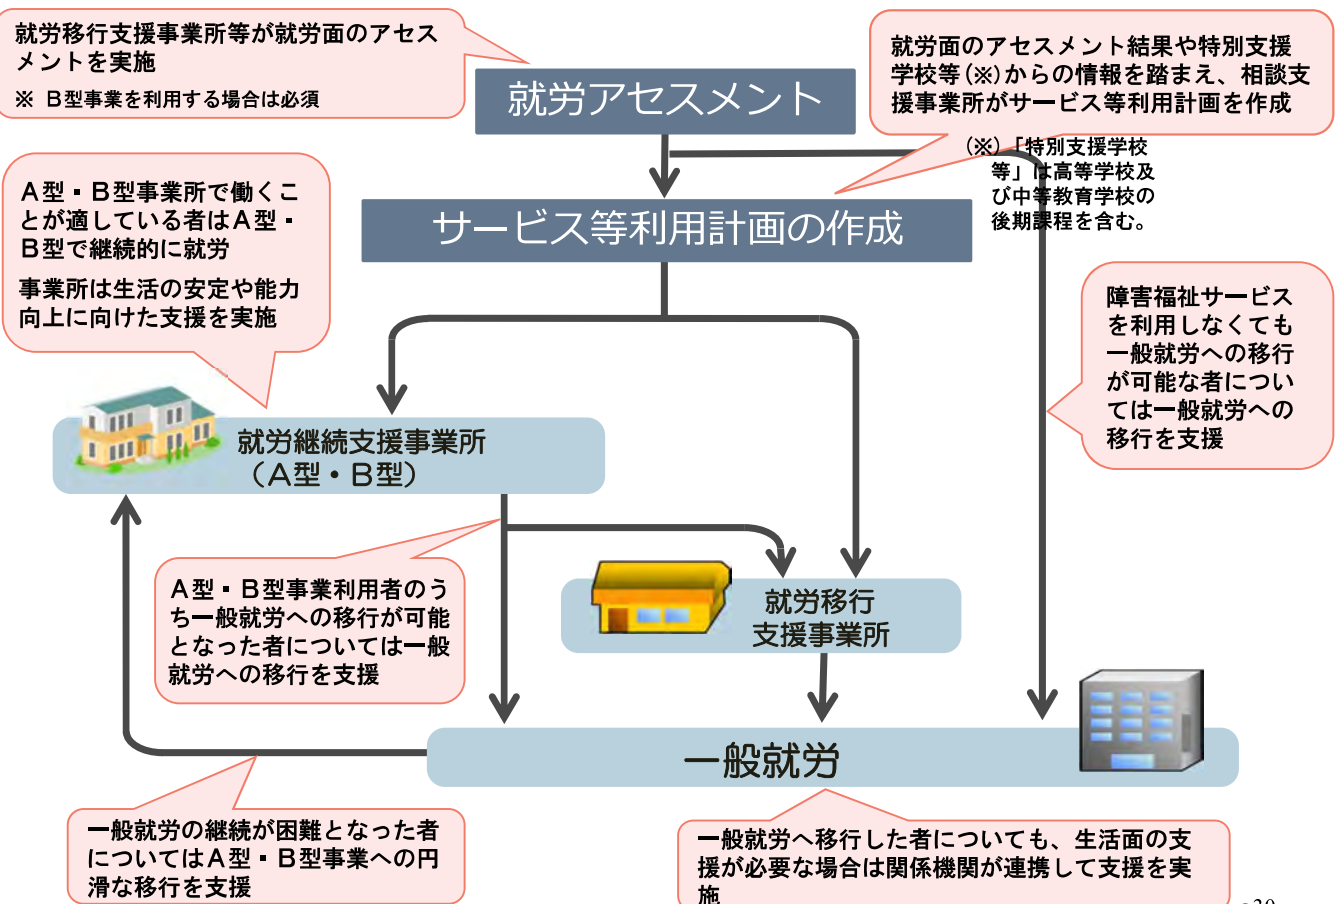 就労移行支援事業所等が就労面のアセス
メントを実施
※ B型事業を利用する場合は必須
就労アセスメント
就労面のアセスメント結果や特別支援
学校等(※)からの情報を踏まえ、相談支
援事業所がサービス等利用計画を作成
(※)「特別支援学校
等」は高等学校及
び中等教育学校の
後期課程を含む。
A型・B型事業所で働くこ
とが適している者はA型・
B型で継続的に就労
事業所は生活の安定や能力
向上に向けた支援を実施
サービス等利用計画の作成
障害福祉サービス
を利用しなくても
一般就労への移行
が可能な者につい
ては一般就労への
移行を支援
就労継続支援事業所
(A型・B型)
A型・B型事業利用者のう
ち一般就労への移行が可能
となった者については一般
就労への移行を支援
就労移行
支援事業所
一般就労
一般就労の継続が困難となった者
についてはA型・B型事業への円
滑な移行を支援
一般就労へ移行した者についても、生活面の支
援が必要な場合は関係機関が連携して支援を実
施